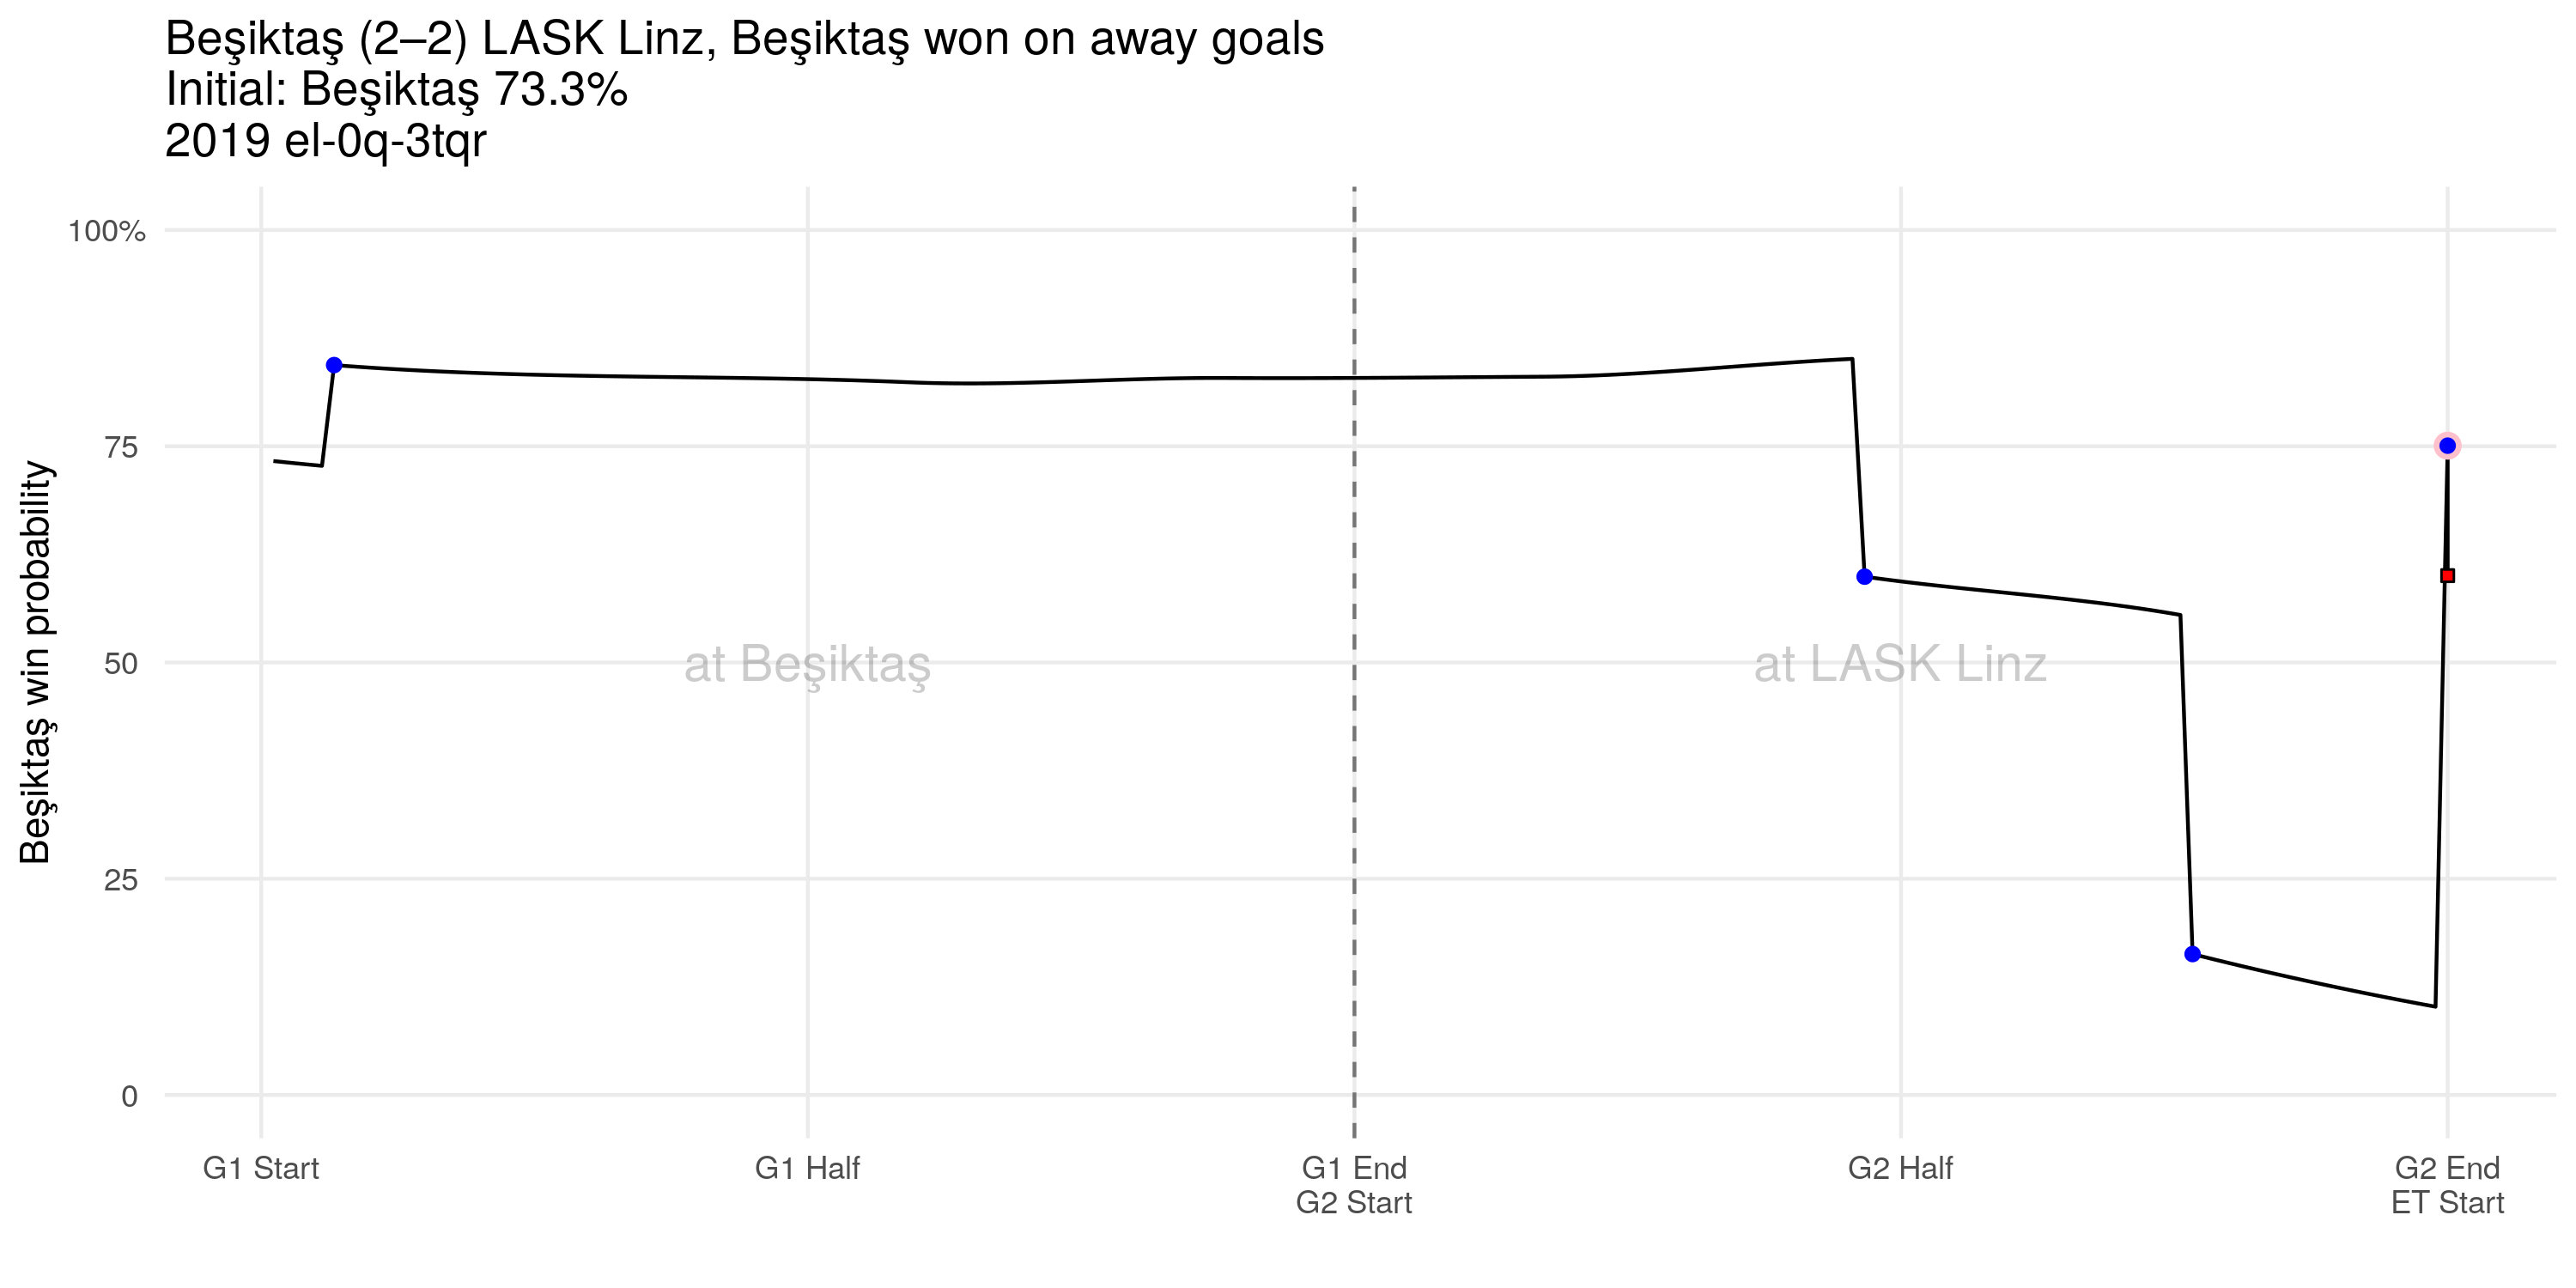 Beşiktaş (2–2) LASK Linz, Beşiktaş won on away goals
Initial: Beşiktaş 73.3%
2019 el-0q-3tqr
Beşiktaş win probability
100%
75
50
25
0
at Beşiktaş
at LASK Linz
G1 Start
G1 Half
G1 End
G2 Start
G2 Half
G2 End
ET Start